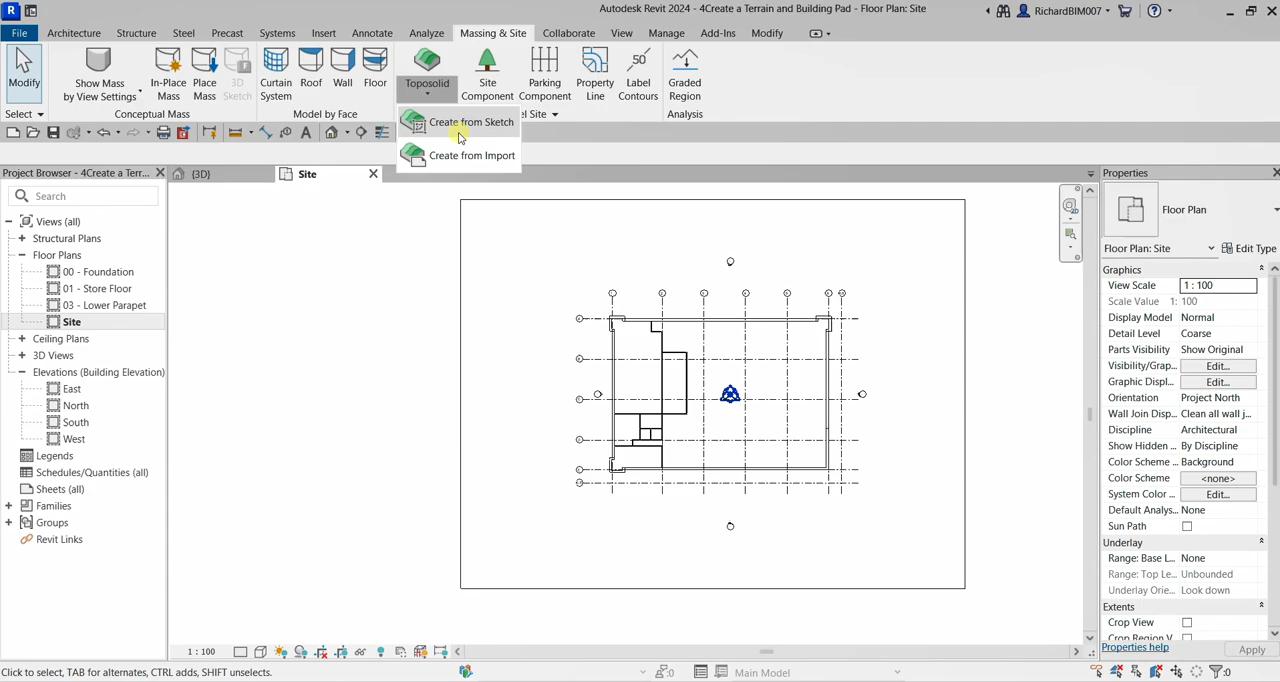 Autodesk Revit 2024 - 4Create a Terrain and Building Pad - Floor Plan: Site
RichardBIM007
File Architecture Structure Steel Precast Systems Insert Annotate Analyze Massing & Site Collaborate View Manage Add-Ins Modify
Modify
Show Mass
by View Settings
In-Place
Mass
Place
Mass
3D
Sketch
Curtain
System
Roof
Wall
Floor
Toposolid
Site
Component
Parking
Component
Property
Line
Label
Contours
Graded
Region
Select
Conceptual Mass
Model by Face
el Site
Analysis
Create from Sketch
Create from Import
Project Browser - 4Create a Terr...
Search
Views (all)
Structural Plans
Floor Plans
00 - Foundation
01 - Store Floor
03 - Lower Parapet
Site
Ceiling Plans
3D Views
Elevations (Building Elevation)
East
North
South
West
Legends
Schedules/Quantities (all)
Sheets (all)
Families
Groups
Revit Links
{3D}
Site
Properties
Floor Plan
Floor Plan: Site
Edit Type
Graphics
View Scale 1 : 100
Scale Value 1: 100
Display Model Normal
Detail Level Coarse
Parts Visibility Show Original
Visibility/Grap... Edit...
Graphic Displ... Edit...
Orientation Project North
Wall Join Disp... Clean all wall j...
Discipline Architectural
Show Hidden ... By Discipline
Color Scheme ... Background
Color Scheme <none>
System Color ... Edit...
Default Analys... None
Sun Path
Underlay
Range: Base L... None
Range: Top Le... Unbounded
Underlay Orie... Look down
Extents
Crop View
Crop Region V
Properties help
Apply
1 : 100
Click to select, TAB for alternates, CTRL adds, SHIFT unselects.
:0
Main Model
:0